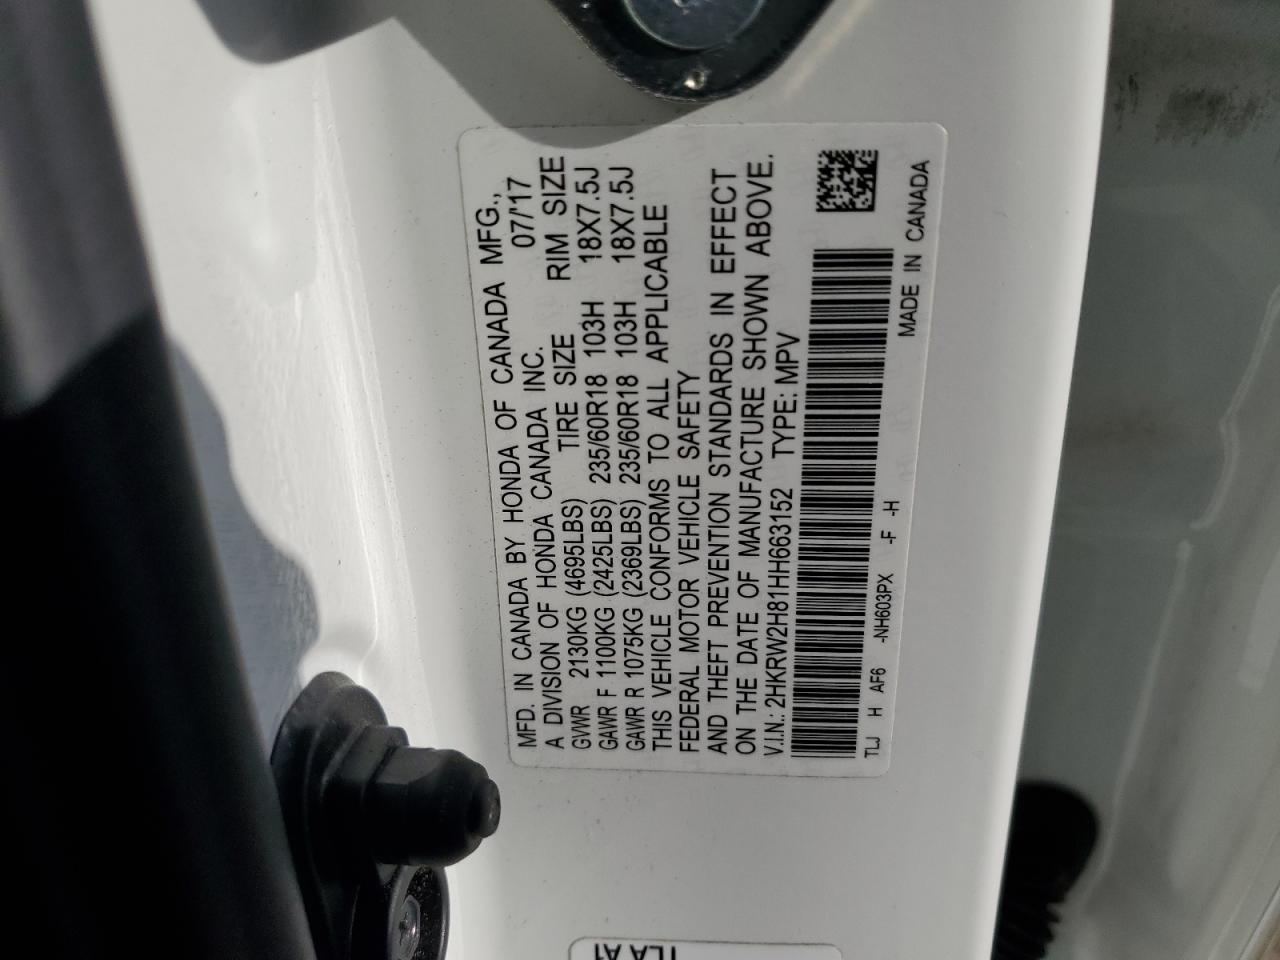 MFD. IN CANADA BY HONDA OF CANADA MFG.,
A DIVISION OF HONDA CANADA INC. 07/'17
GVWR 2130KG (4695LBS) TIRE SIZE RIM SIZE
GAWR F 1100KG (2425LBS) 235/60R18 103H 18X7.5J
GAWR R 1075KG (2369LBS) 235/60R18 103H 18X7.5J
THIS VEHICLE CONFORMS TO ALL APPLICABLE
FEDERAL MOTOR VEHICLE SAFETY
AND THEFT PREVENTION STANDARDS IN EFFECT
ON THE DATE OF MANUFACTURE SHOWN ABOVE.
V.I.N.: 2HKRW2H81HH663152 TYPE: MPV
TLJ H AF6 -NH603PX -F -H MADE IN CANADA
TLA A1